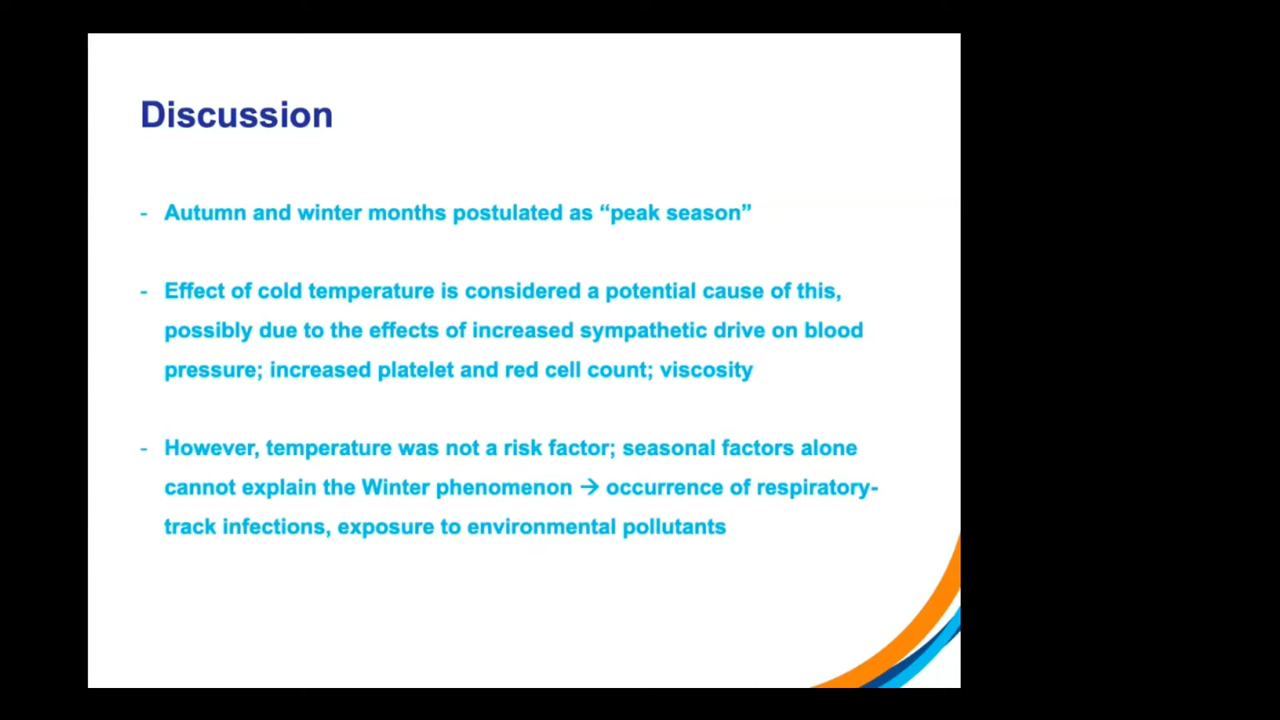 Discussion
- Autumn and winter months postulated as “peak season”
- Effect of cold temperature is considered a potential cause of this,
possibly due to the effects of increased sympathetic drive on blood
pressure; increased platelet and red cell count; viscosity
- However, temperature was not a risk factor; seasonal factors alone
cannot explain the Winter phenomenon → occurrence of respiratory-
track infections, exposure to environmental pollutants